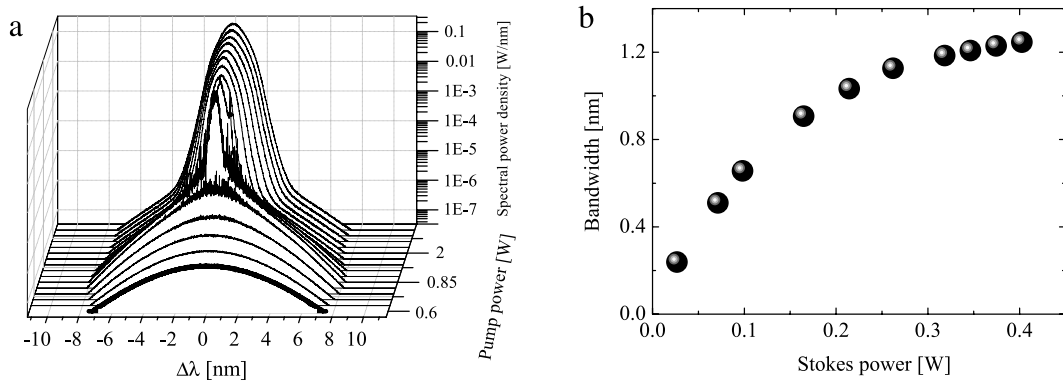 a
0.1
0.01
1E-3
1E-4
1E-5
1E-6
1E-7
Spectral power density [W/nm]
2
0.85
0.6
Pump power [W]
-10 -8 -6 -4 -2 0 2 4 6 8 10
Δλ [nm]
b
1.2
0.8
0.4
0.0
Bandwidth [nm]
0.0 0.1 0.2 0.3 0.4
Stokes power [W]